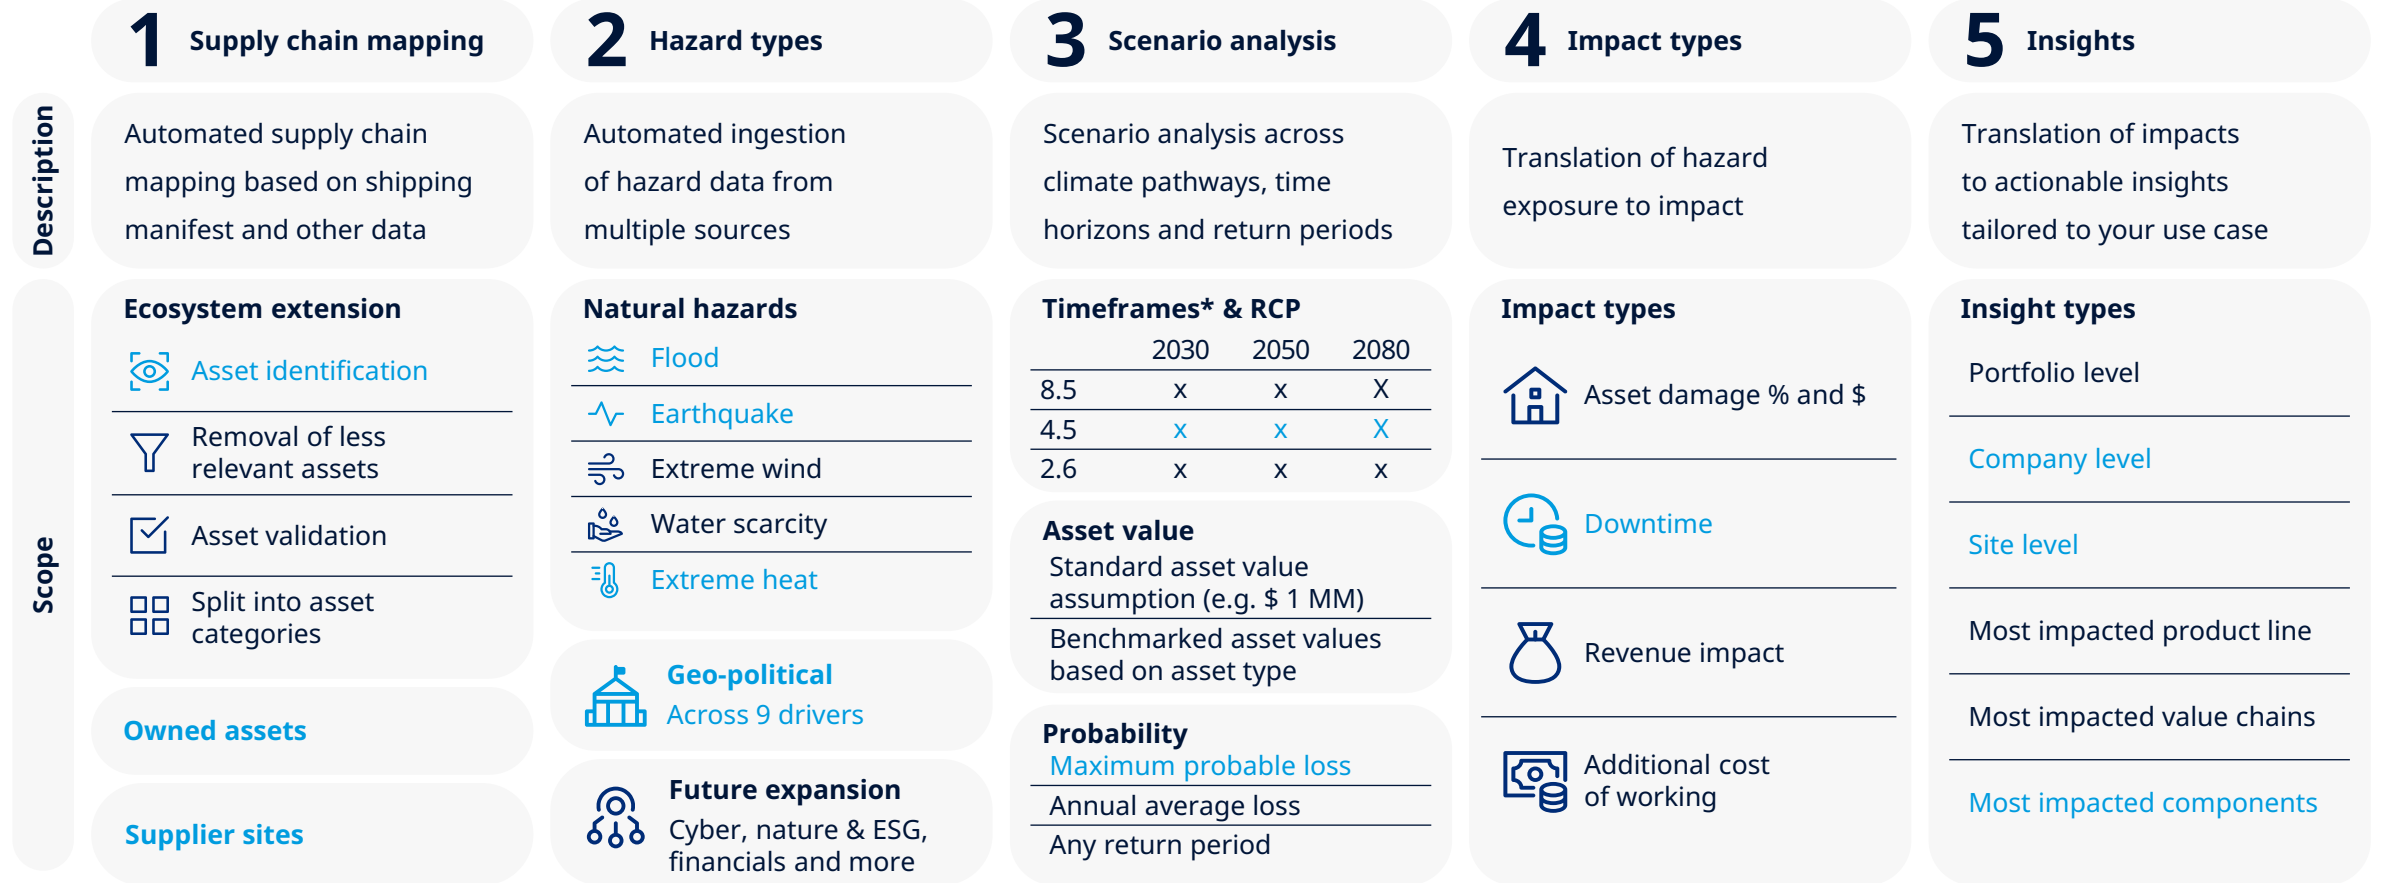 1 Supply chain mapping
2 Hazard types
3 Scenario analysis
4 Impact types
5 Insights
Description
Automated supply chain
mapping based on shipping
manifest and other data
Automated ingestion
of hazard data from
multiple sources
Scenario analysis across
climate pathways, time
horizons and return periods
Translation of hazard
exposure to impact
Translation of impacts
to actionable insights
tailored to your use case
Scope
Ecosystem extension
Asset identification
Removal of less
relevant assets
Asset validation
Split into asset
categories
Owned assets
Supplier sites
Natural hazards
Flood
Earthquake
Extreme wind
Water scarcity
Extreme heat
Geo-political
Across 9 drivers
Future expansion
Cyber, nature & ESG,
financials and more
Timeframes* & RCP
2030 2050 2080
8.5 x x X
4.5 x x X
2.6 x x x
Asset value
Standard asset value
assumption (e.g. $ 1 MM)
Benchmarked asset values
based on asset type
Probability
Maximum probable loss
Annual average loss
Any return period
Impact types
Asset damage % and $
Downtime
Revenue impact
Additional cost
of working
Insight types
Portfolio level
Company level
Site level
Most impacted product line
Most impacted value chains
Most impacted components